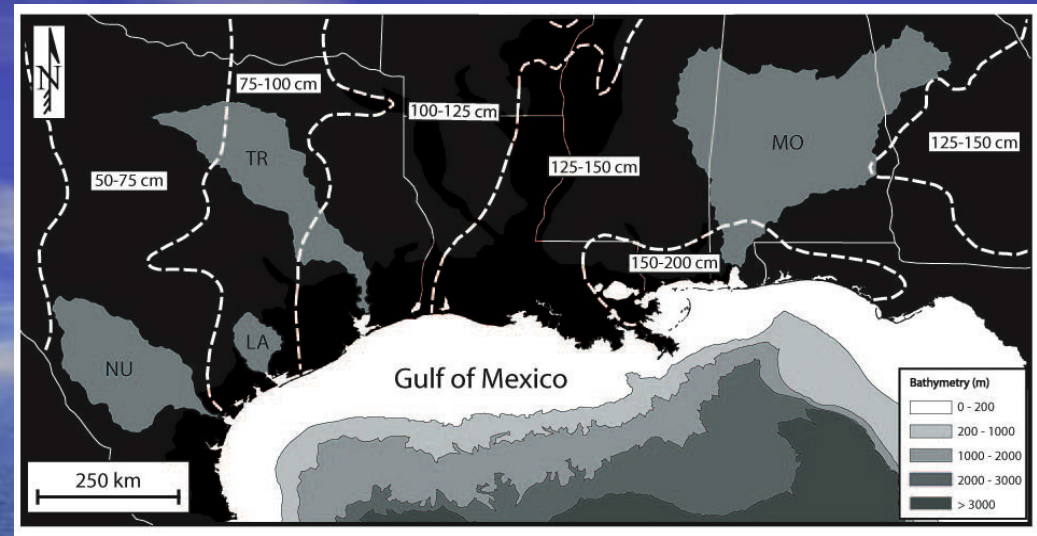 N
75-100 cm
100-125 cm
TR
MO
50-75 cm
125-150 cm
125-150 cm
150-200 cm
LA
NU
Gulf of Mexico
Bathymetry (m)
0 - 200
200 - 1000
1000 - 2000
2000 - 3000
> 3000
250 km